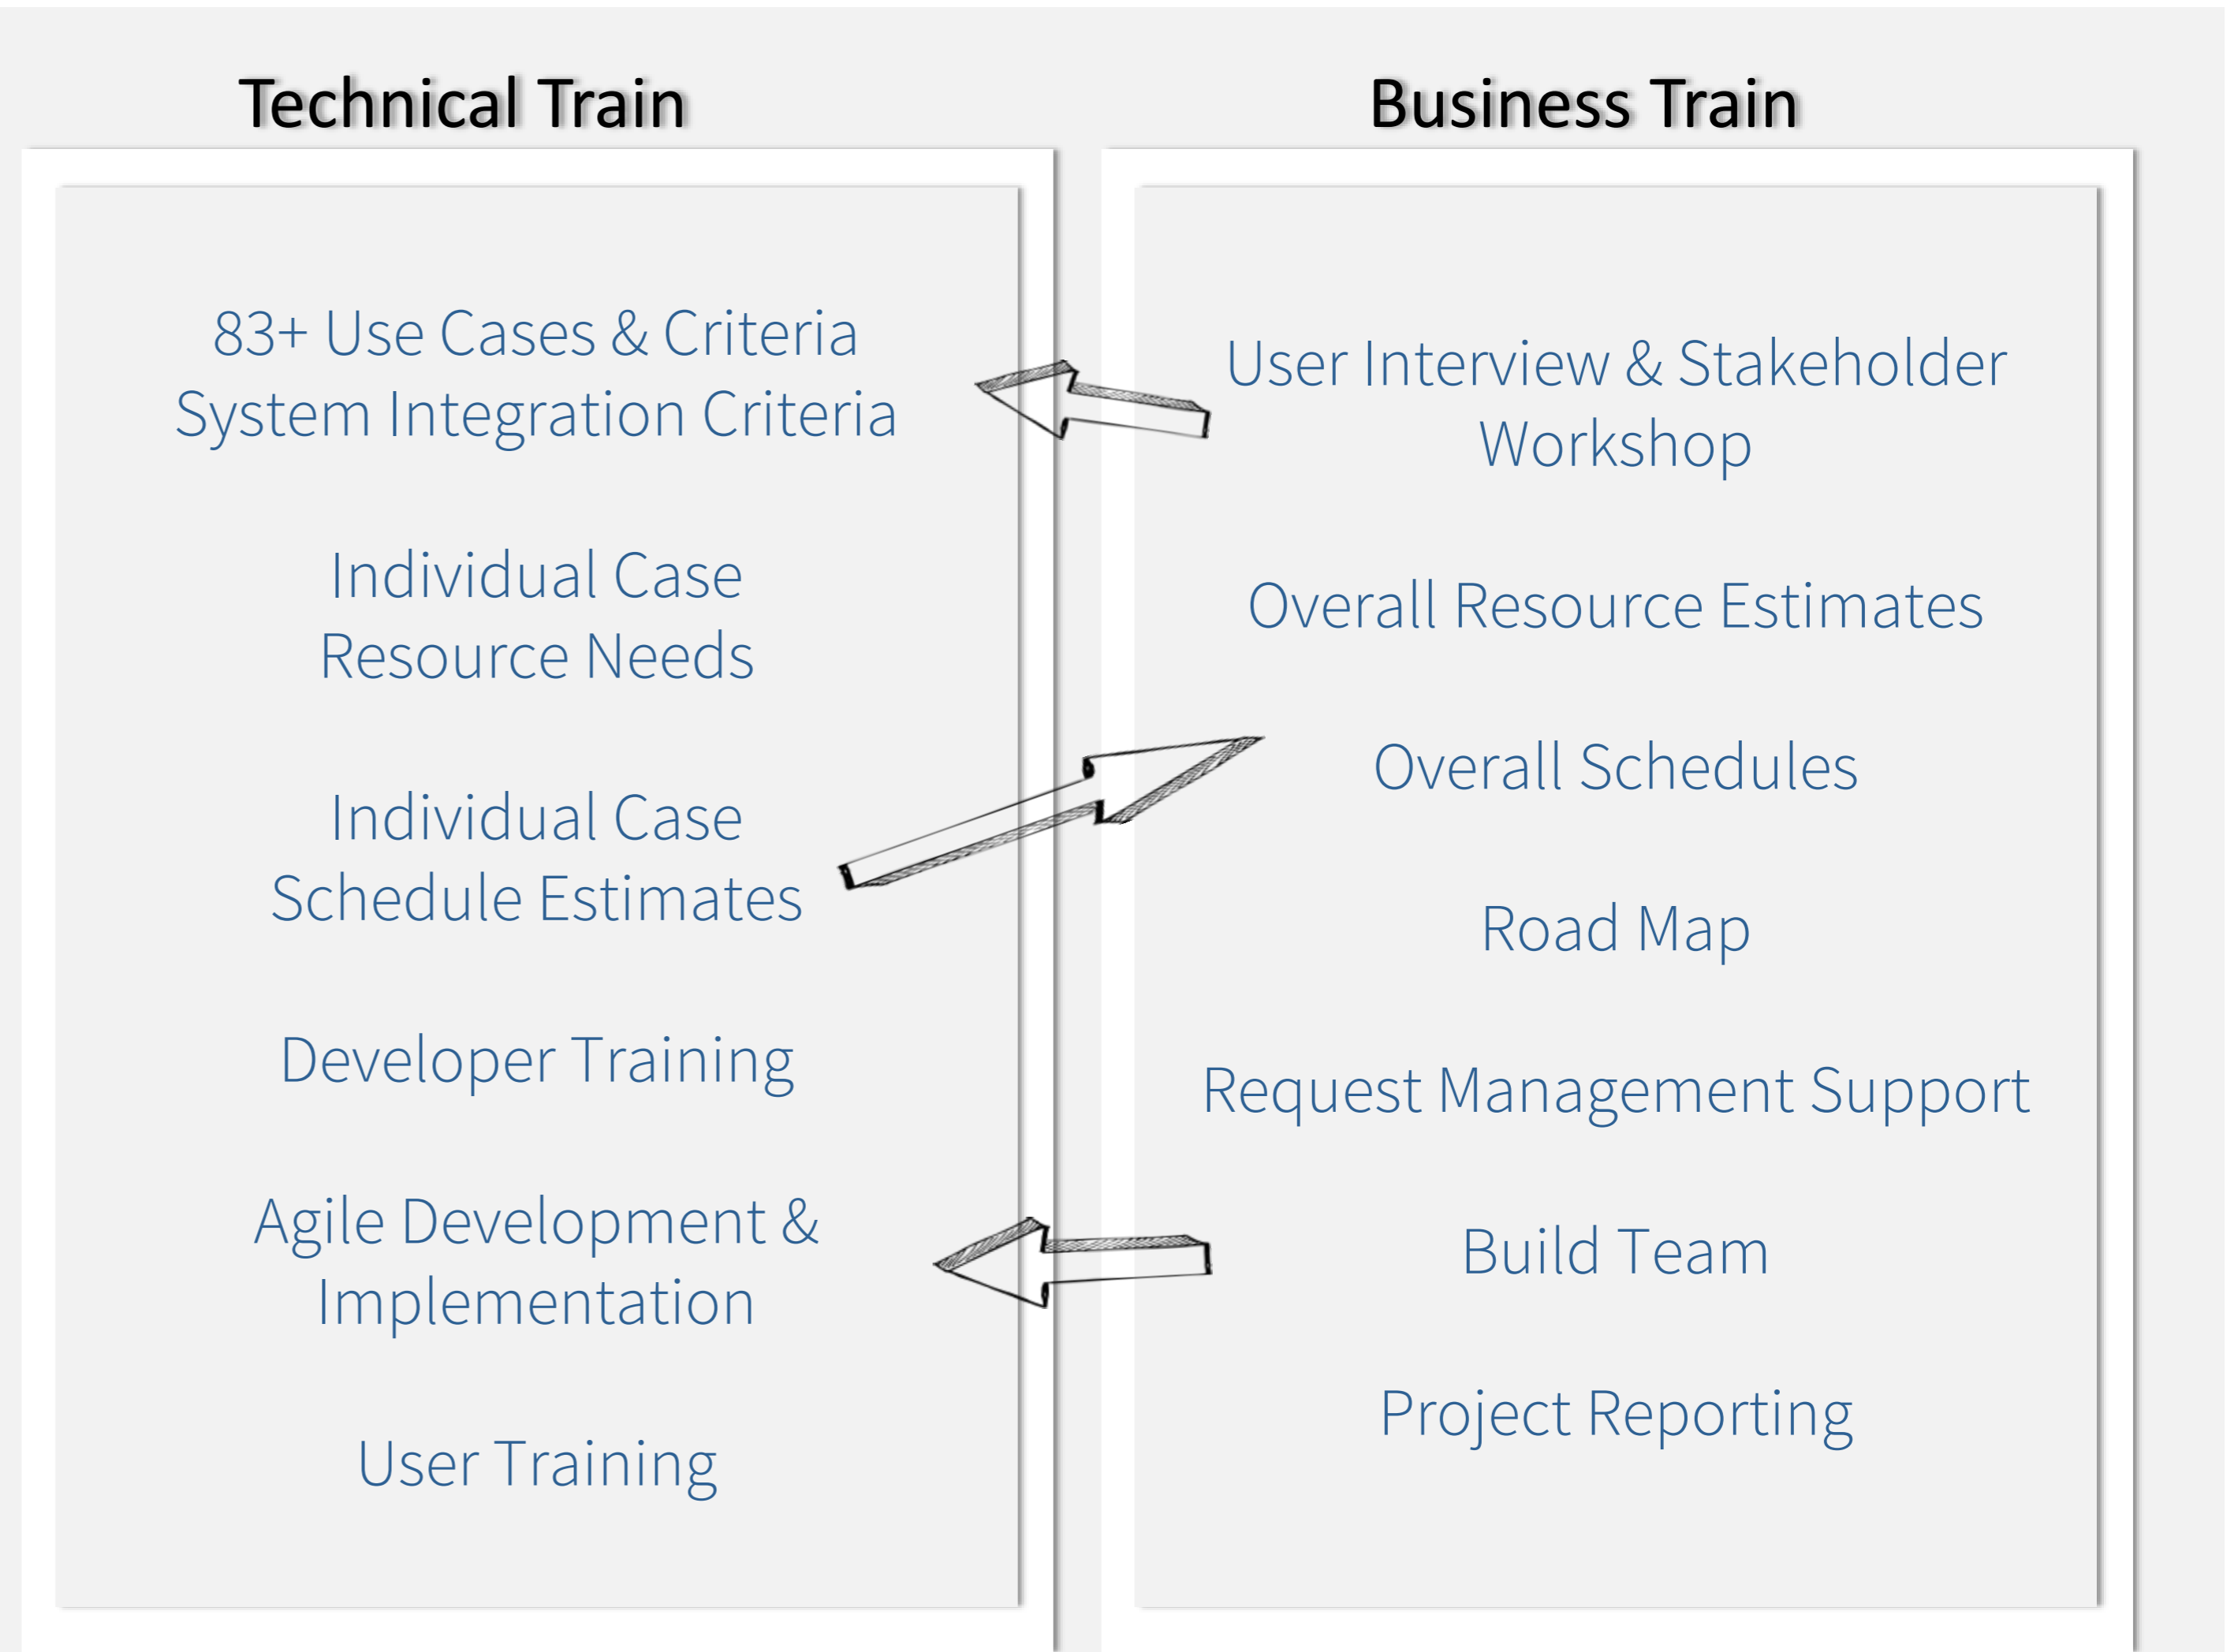 Technical Train
83+ Use Cases & Criteria
System Integration Criteria
Individual Case
Resource Needs
Individual Case
Schedule Estimates
Developer Training
Agile Development &
Implementation
User Training
Business Train
User Interview & Stakeholder
Workshop
Overall Resource Estimates
Overall Schedules
Road Map
Request Management Support
Build Team
Project Reporting